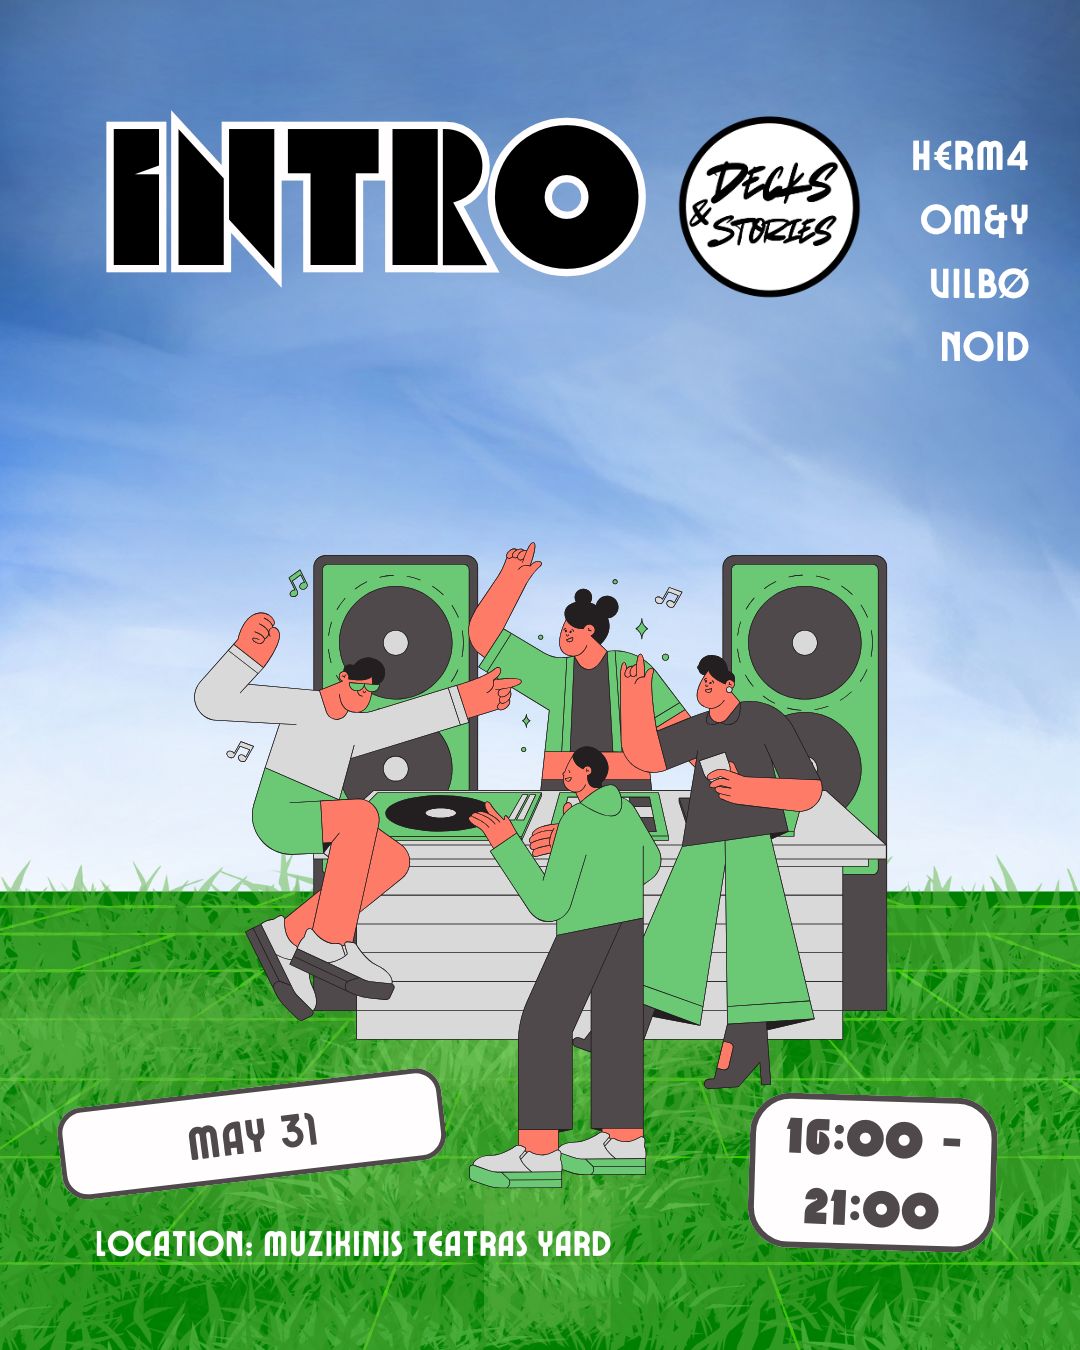 INTRO
DECKS
& STORIES
H€RM4
OM&Y
VILBØ
NOID
MAY 31
16:00 -
21:00
LOCATION: MUZIKINIS TEATRAS YARD